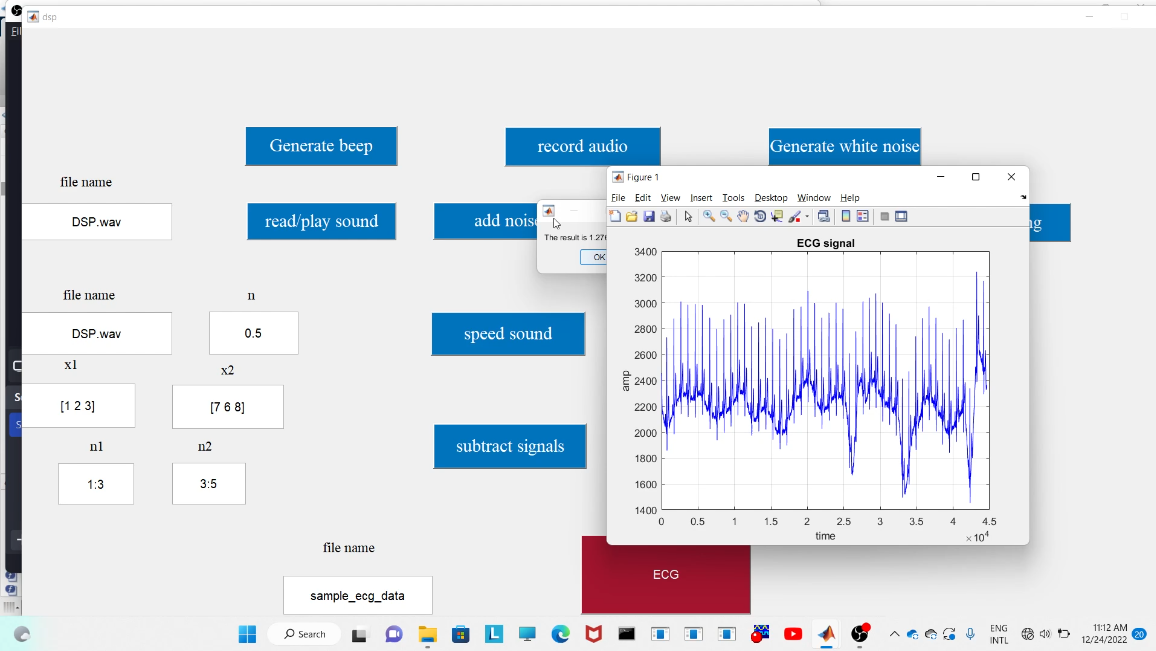 dsp
Generate beep
record audio
Generate white noise
file name
DSP.wav
read/play sound
add noise
The result is 1.27
OK
Figure 1
File Edit View Insert Tools Desktop Window Help
ECG signal
3400
3200
3000
2800
2600
2400
2200
2000
1800
1600
1400
amp
0 0.5 1 1.5 2 2.5 3 3.5 4 4.5
time
×10^4
file name
n
DSP.wav
0.5
speed sound
x1
x2
[1 2 3]
[7 6 8]
n1
n2
subtract signals
1:3
3:5
file name
sample_ecg_data
ECG
Search
ENG
INTL
11:12 AM
12/24/2022
20